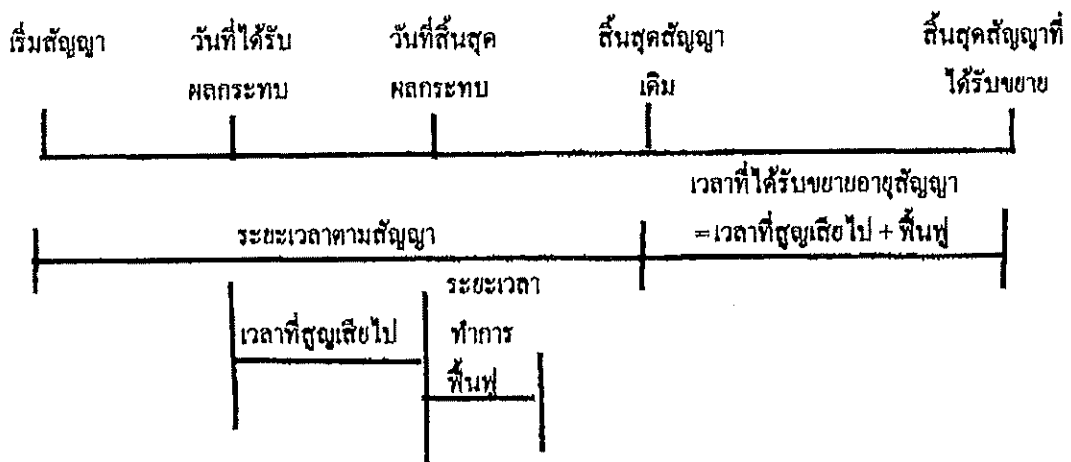 เริ่มสัญญา วันที่ได้รับ วันที่สิ้นสุด สิ้นสุดสัญญา สิ้นสุดสัญญาที่
ผลกระทบ ผลกระทบ เดิม ได้รับขยาย
เวลาที่ได้รับขยายอายุสัญญา
ระยะเวลาตามสัญญา =เวลาที่สูญเสียไป + ฟื้นฟู
ระยะเวลา
เวลาที่สูญเสียไป ทำการ
ฟื้นฟู